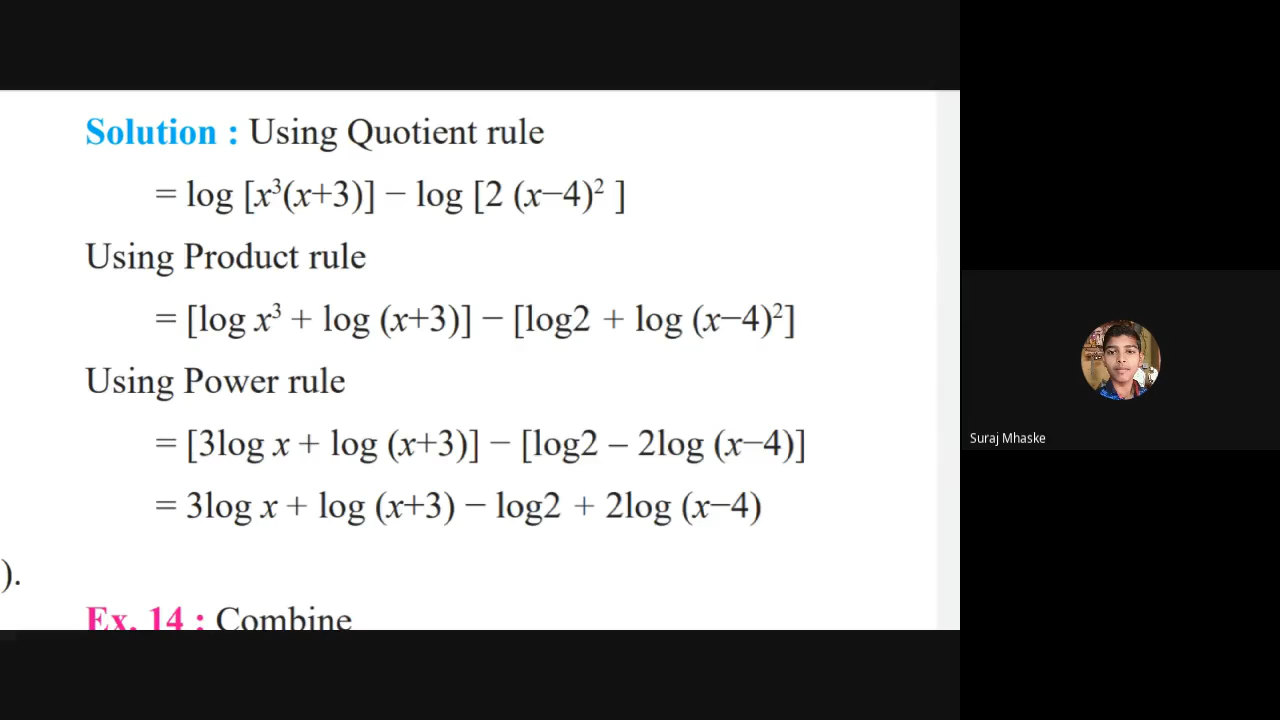 Solution : Using Quotient rule
= log [x³(x+3)] − log [2 (x−4)² ]
Using Product rule
= [log x³ + log (x+3)] − [log2 + log (x−4)²]
Using Power rule
= [3log x + log (x+3)] − [log2 – 2log (x−4)]
= 3log x + log (x+3) − log2 + 2log (x−4)
).
Ex. 14 : Combine
Suraj Mhaske